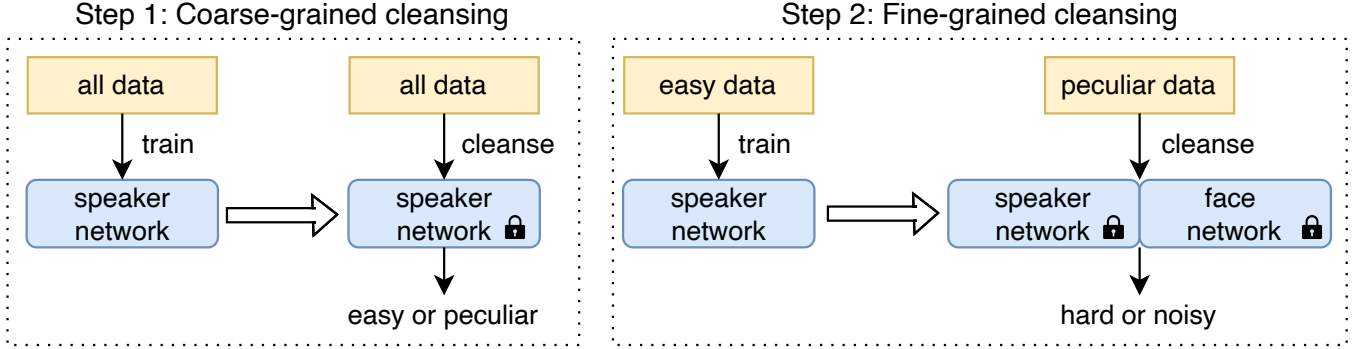 Step 1: Coarse-grained cleansing
all data
all data
train
cleanse
speaker
network
speaker
network
easy or peculiar
Step 2: Fine-grained cleansing
easy data
peculiar data
train
cleanse
speaker
network
speaker
network
face
network
hard or noisy